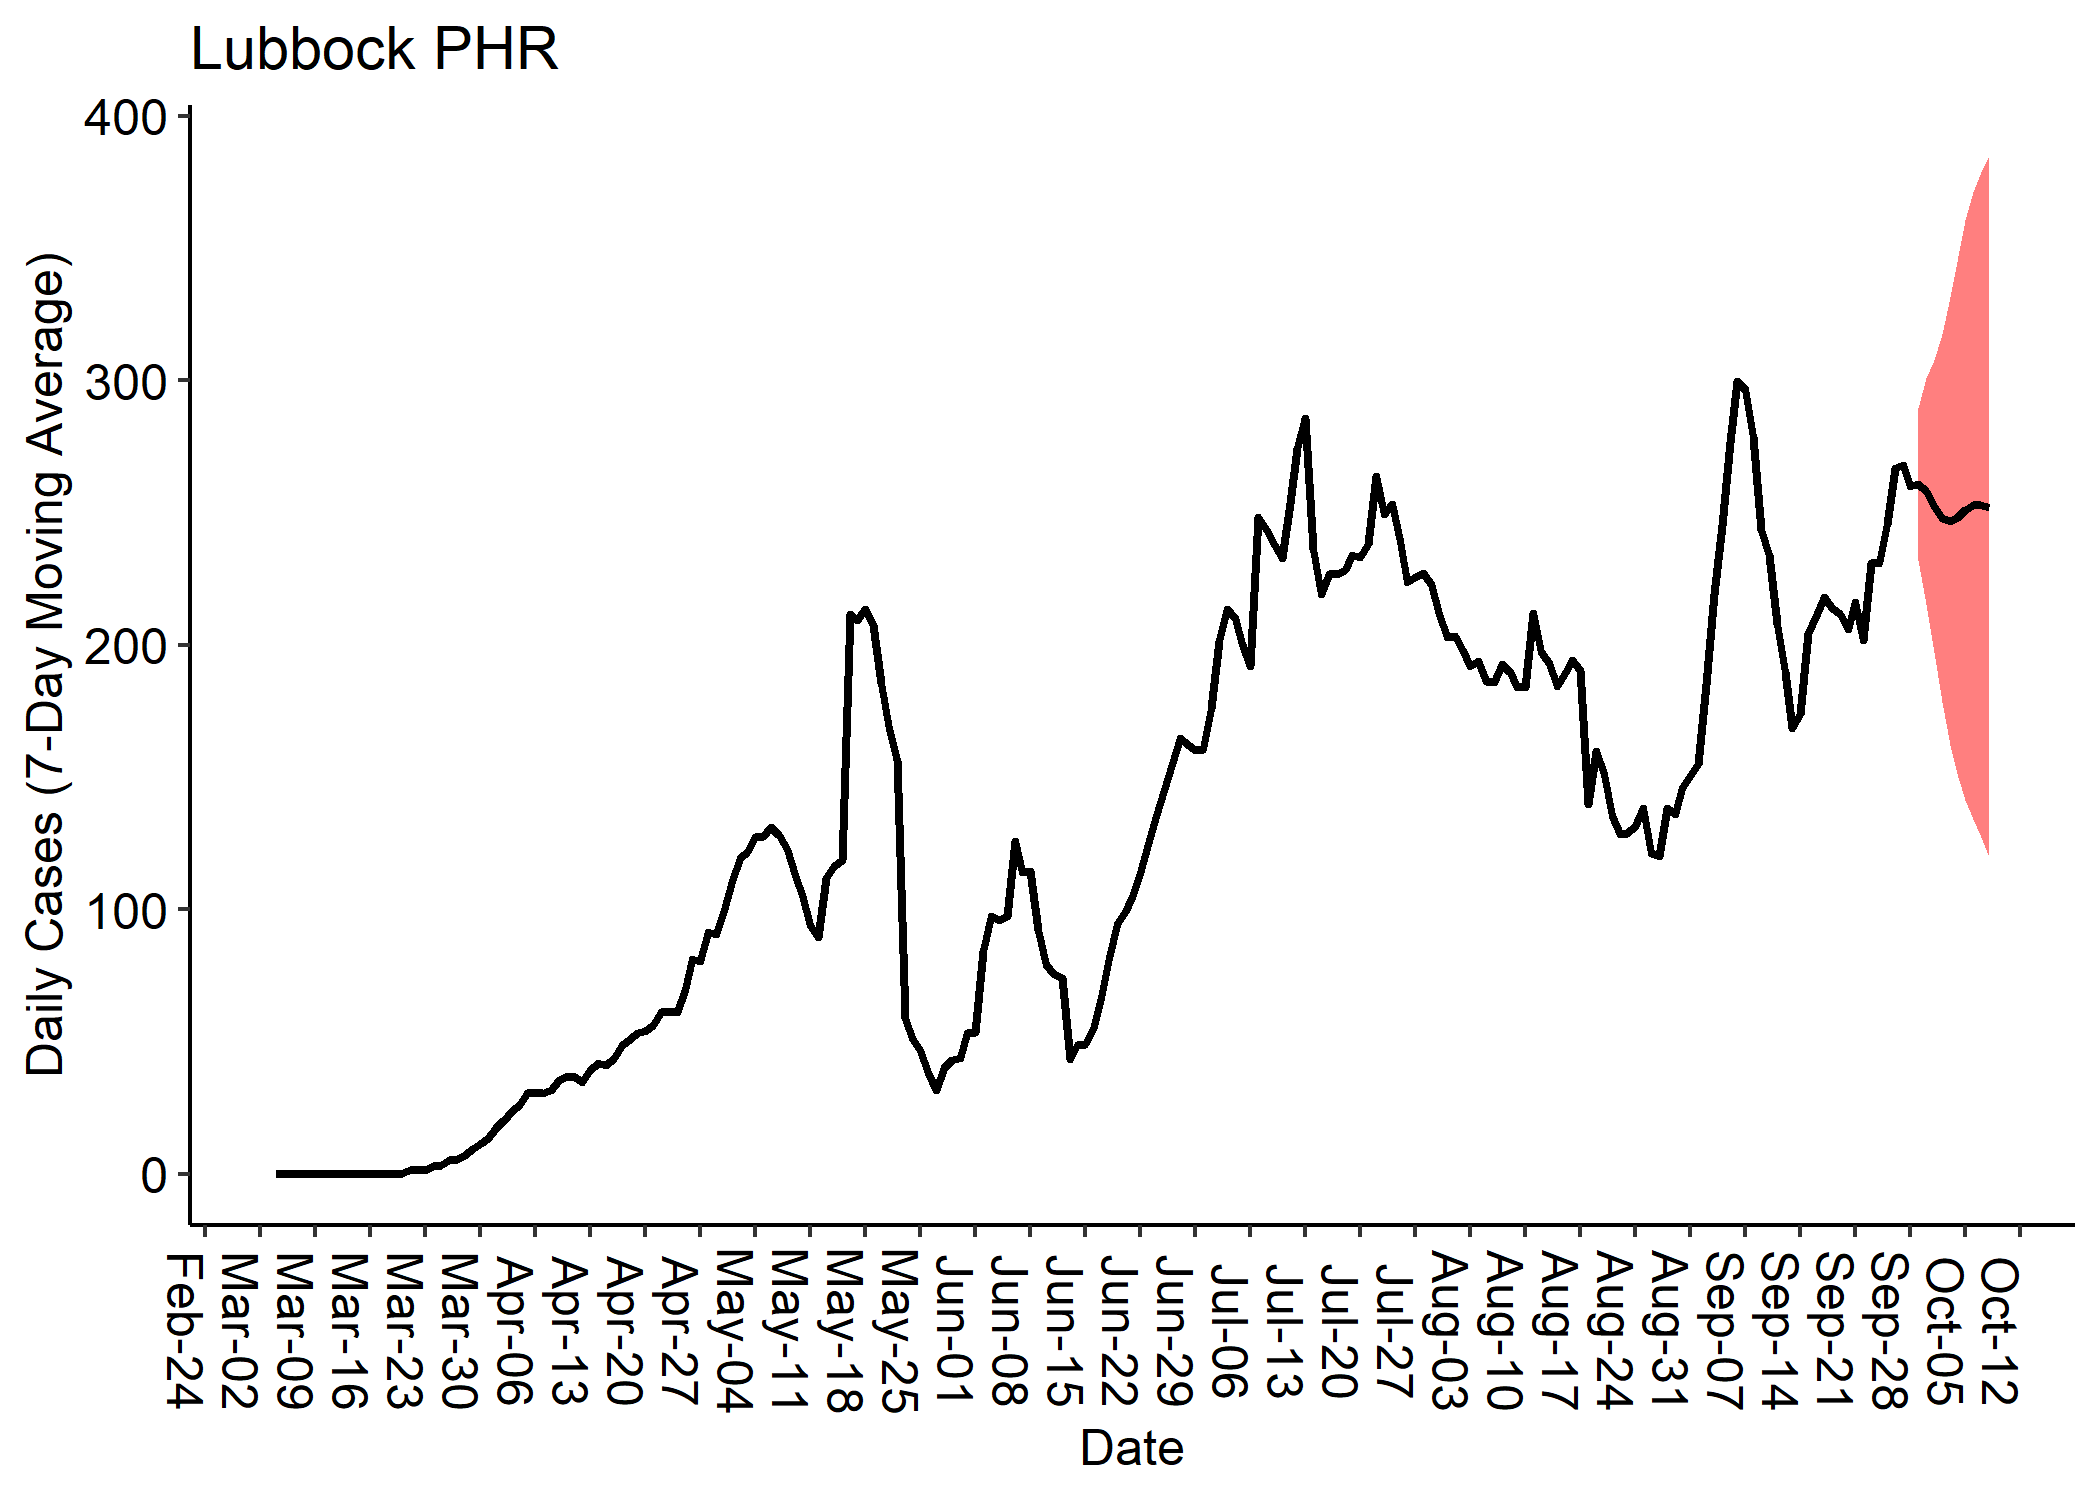 Lubbock PHR
Daily Cases (7-Day Moving Average)
400
300
200
100
0
Feb-24
Mar-02
Mar-09
Mar-16
Mar-23
Mar-30
Apr-06
Apr-13
Apr-20
Apr-27
May-04
May-11
May-18
May-25
Jun-01
Jun-08
Jun-15
Jun-22
Jun-29
Jul-06
Jul-13
Jul-20
Jul-27
Aug-03
Aug-10
Aug-17
Aug-24
Aug-31
Sep-07
Sep-14
Sep-21
Sep-28
Oct-05
Oct-12
Date